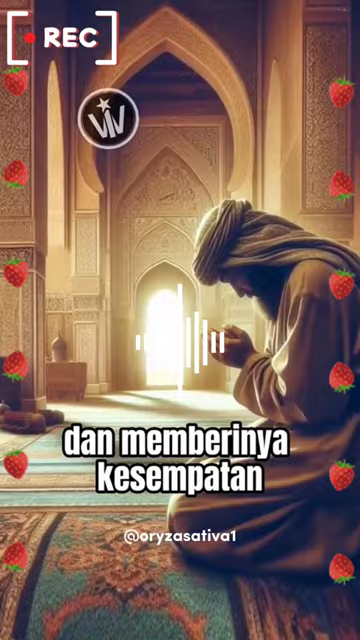 REC
W
dan memberinya
kesempatan
@oryzasativa1